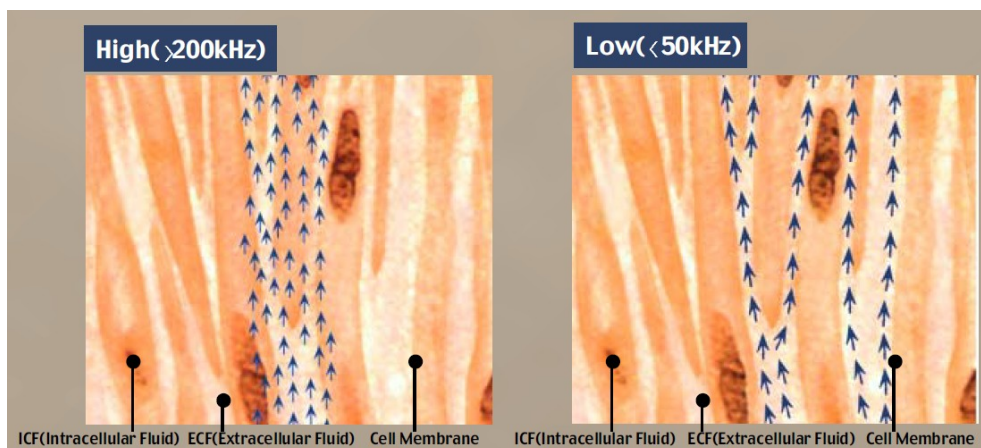 High(>200kHz)
Low(<50kHz)
ICF(Intracellular Fluid) ECF(Extracellular Fluid) Cell Membrane
ICF(Intracellular Fluid) ECF(Extracellular Fluid) Cell Membrane